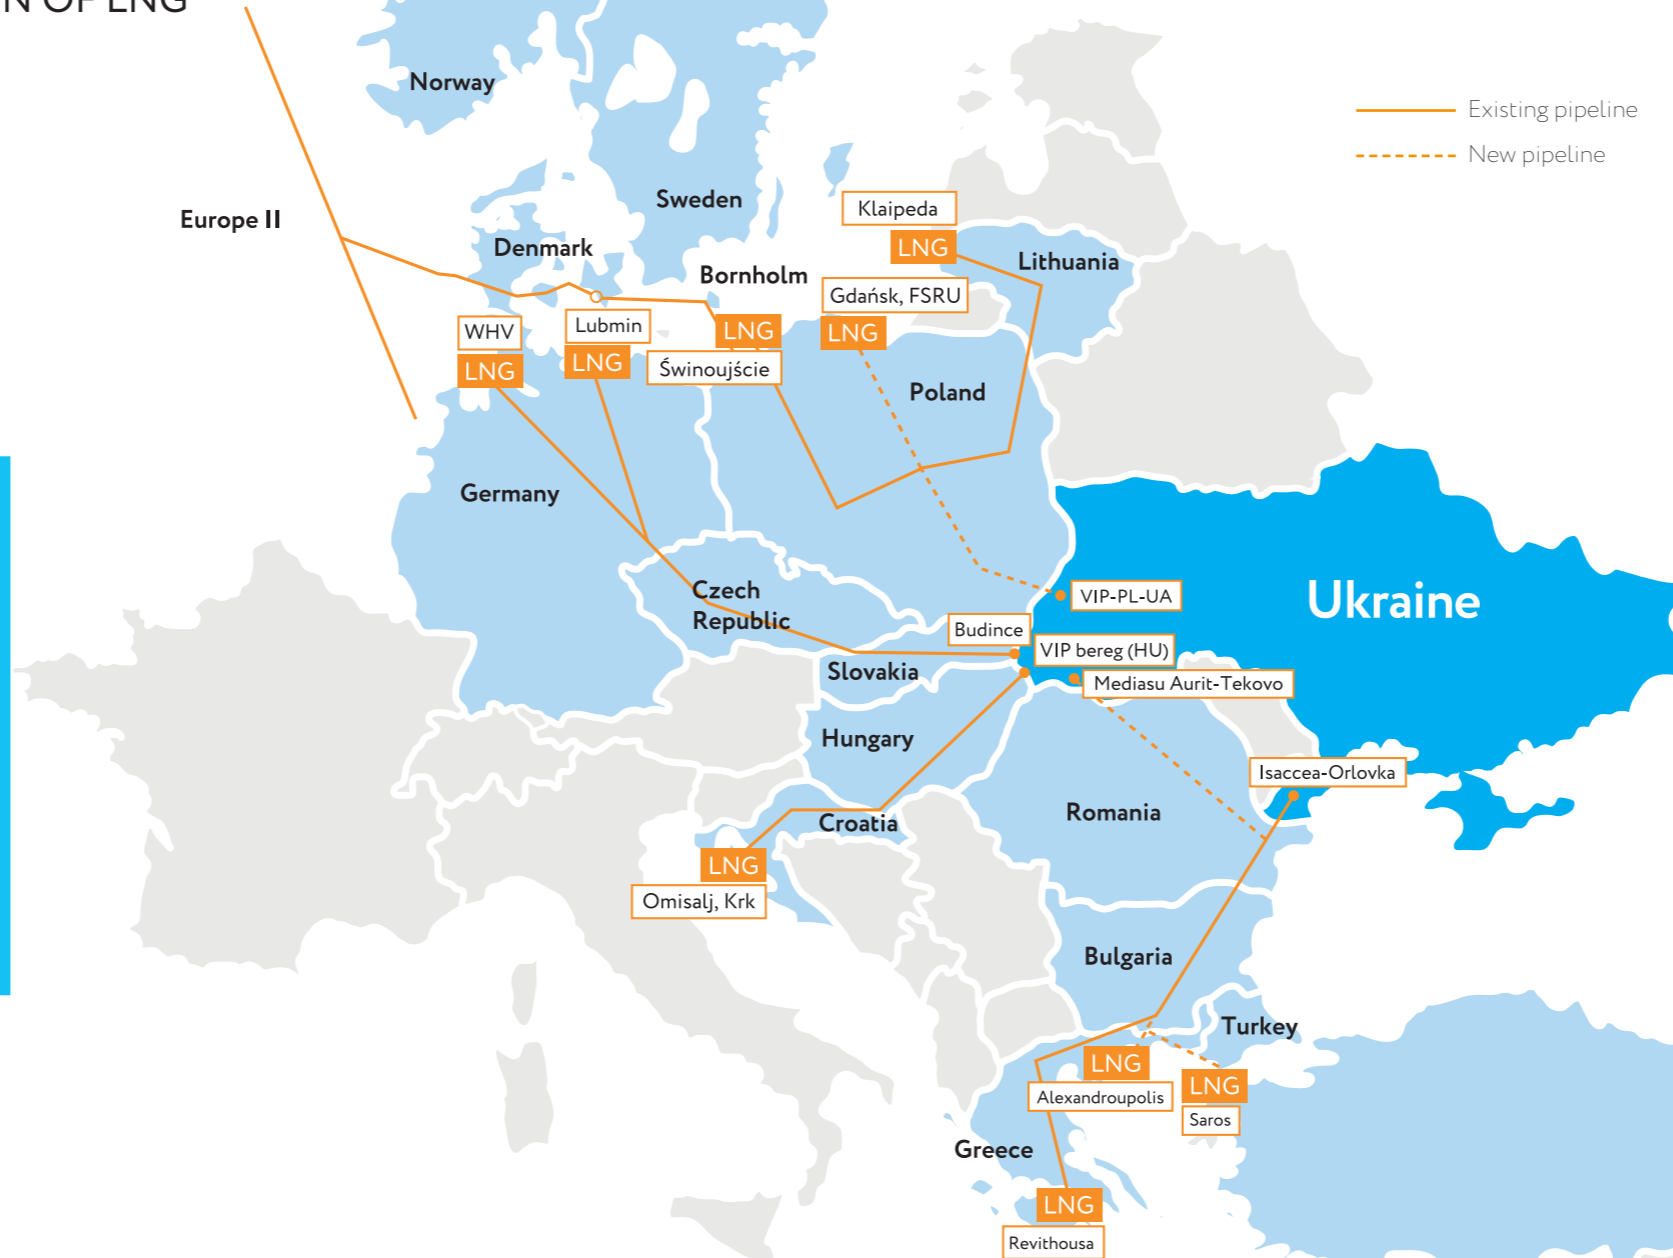 N OF LNG
Norway
Existing pipeline
New pipeline
Sweden
Klaipeda
LNG
Europe II
Denmark
Lithuania
Bornholm
Gdańsk, FSRU
LNG
WHV
LNG
Lubmin
LNG
LNG
Świnoujście
Poland
Germany
Czech
Republic
VIP-PL-UA
Ukraine
Budince
VIP bereg (HU)
Slovakia
Mediasu Aurit-Tekovo
Hungary
Isaccea-Orlovka
Romania
Croatia
LNG
Omisalj, Krk
Bulgaria
Turkey
LNG
Alexandroupolis
LNG
Saros
Greece
LNG
Revithousa